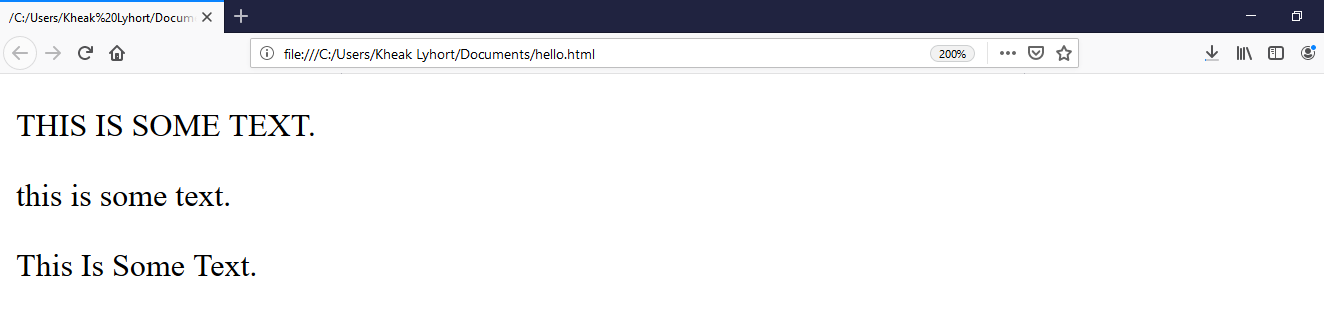 /C:/Users/Kheak%20Lyhort/Docum
file:///C:/Users/Kheak Lyhort/Documents/hello.html
200%
THIS IS SOME TEXT.
this is some text.
This Is Some Text.